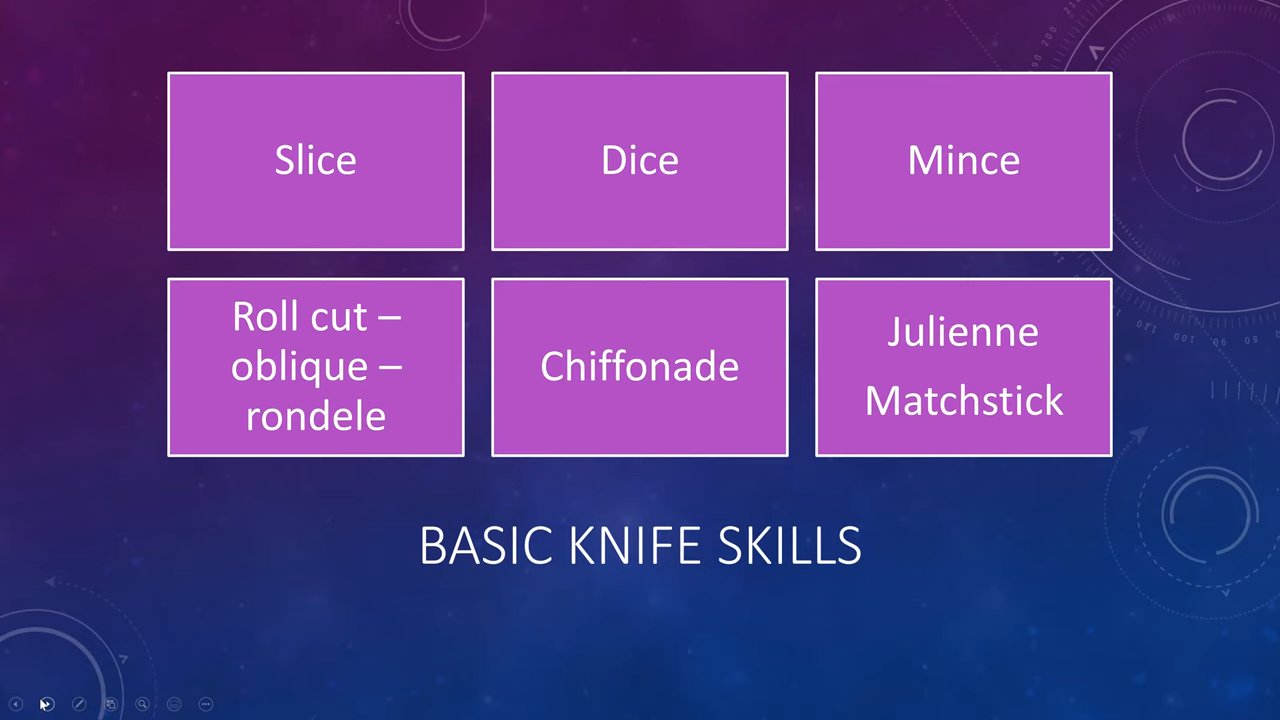 Slice
Dice
Mince
Roll cut –
oblique –
rondele
Chiffonade
Julienne
Matchstick
BASIC KNIFE SKILLS